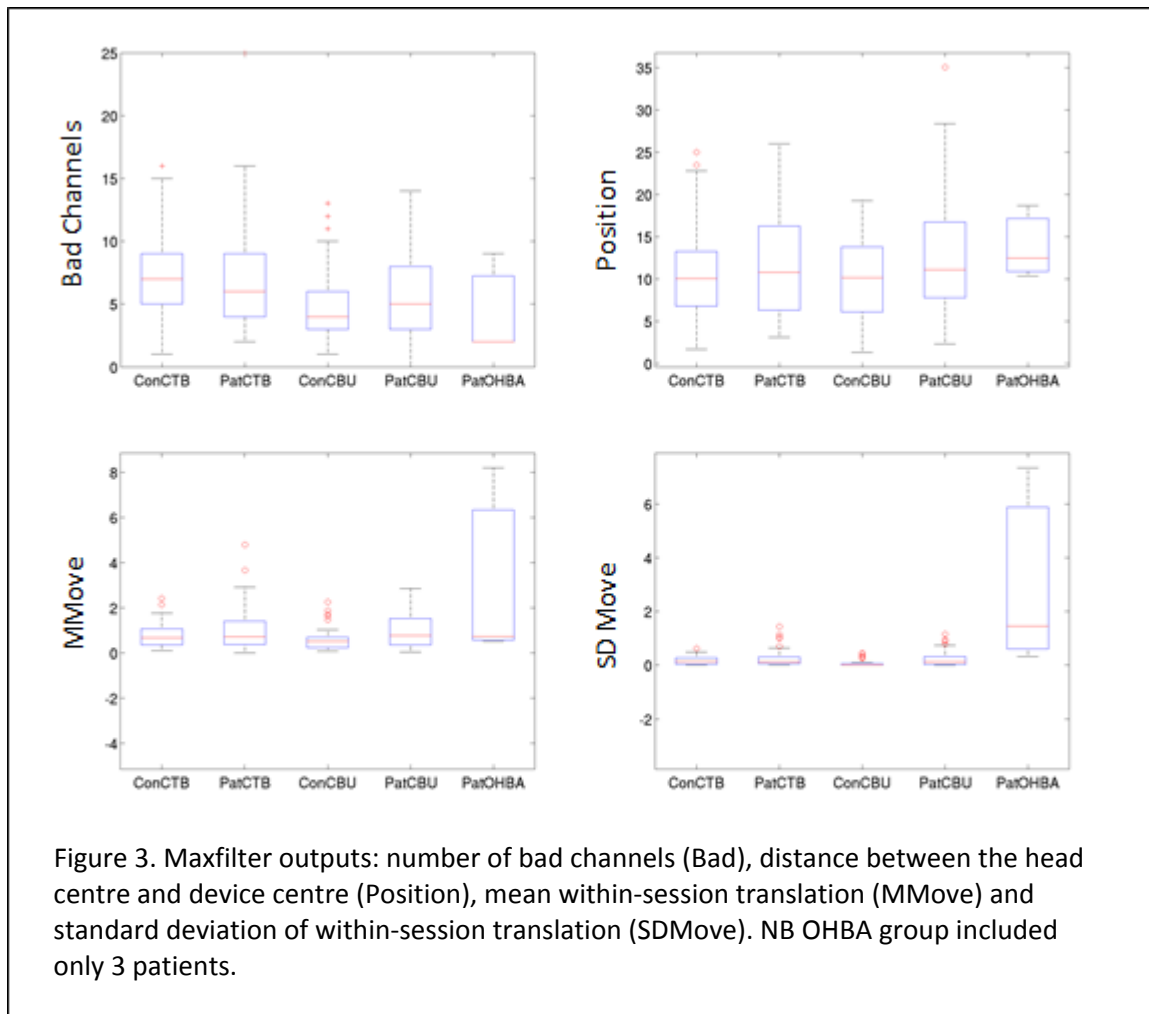 Bad Channels
25
20
15
10
5
0
ConCTB PatCTB ConCBU PatCBU PatOHBA
Position
35
30
25
20
15
10
5
0
ConCTB PatCTB ConCBU PatCBU PatOHBA
MMove
8
6
4
2
0
-2
-4
ConCTB PatCTB ConCBU PatCBU PatOHBA
SD Move
6
4
2
0
-2
ConCTB PatCTB ConCBU PatCBU PatOHBA
Figure 3. Maxfilter outputs: number of bad channels (Bad), distance between the head
centre and device centre (Position), mean within-session translation (MMove) and
standard deviation of within-session translation (SDMove). NB OHBA group included
only 3 patients.